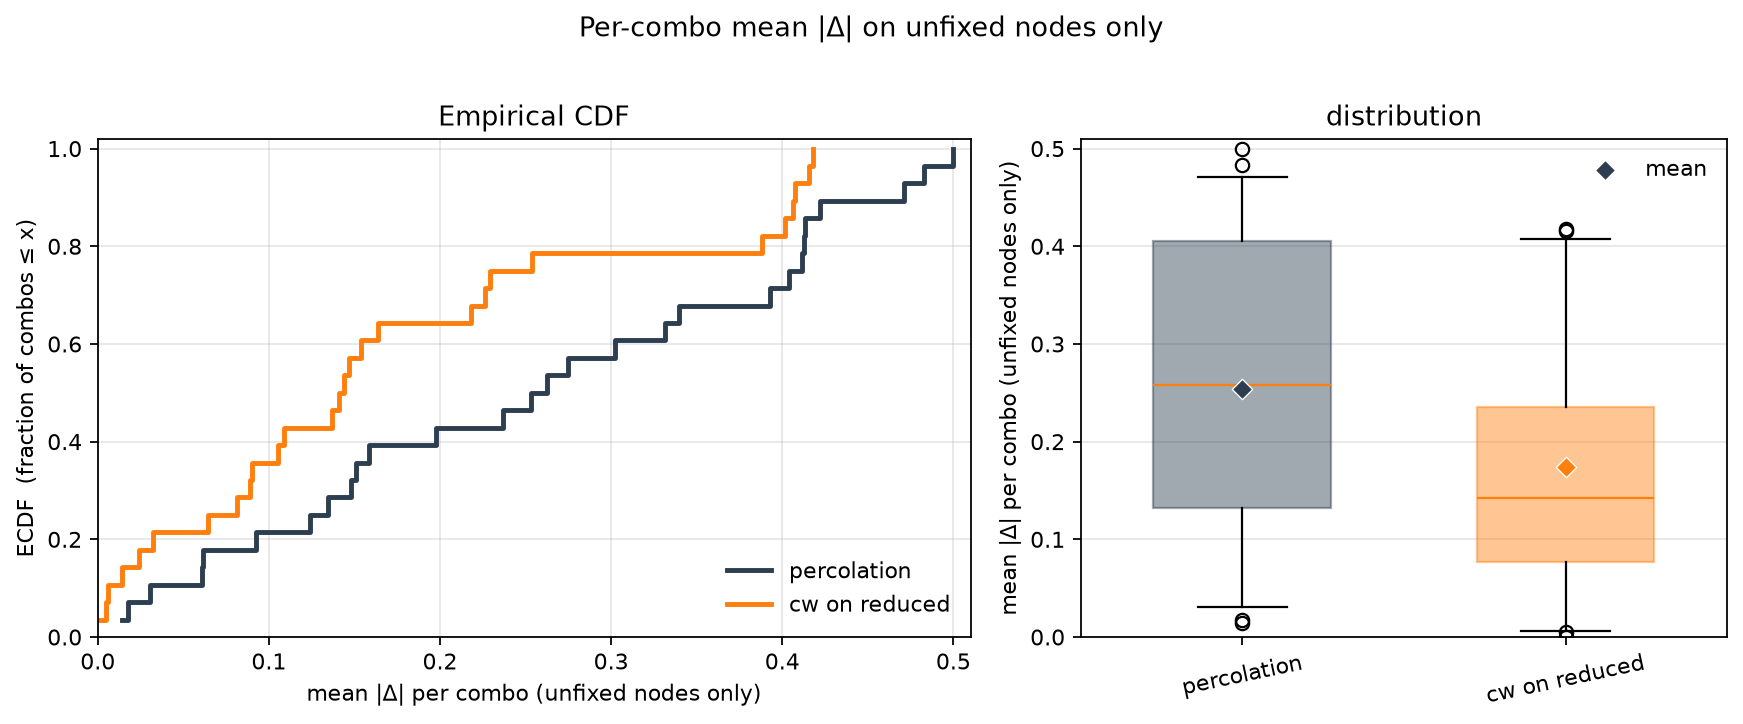 Per-combo mean |Δ| on unfixed nodes only
Empirical CDF
ECDF (fraction of combos ≤ x)
1.0
0.8
0.6
0.4
0.2
0.0
0.0 0.1 0.2 0.3 0.4 0.5
mean |Δ| per combo (unfixed nodes only)
percolation
cw on reduced
distribution
mean |Δ| per combo (unfixed nodes only)
0.5
0.4
0.3
0.2
0.1
0.0
mean
percolation
cw on reduced